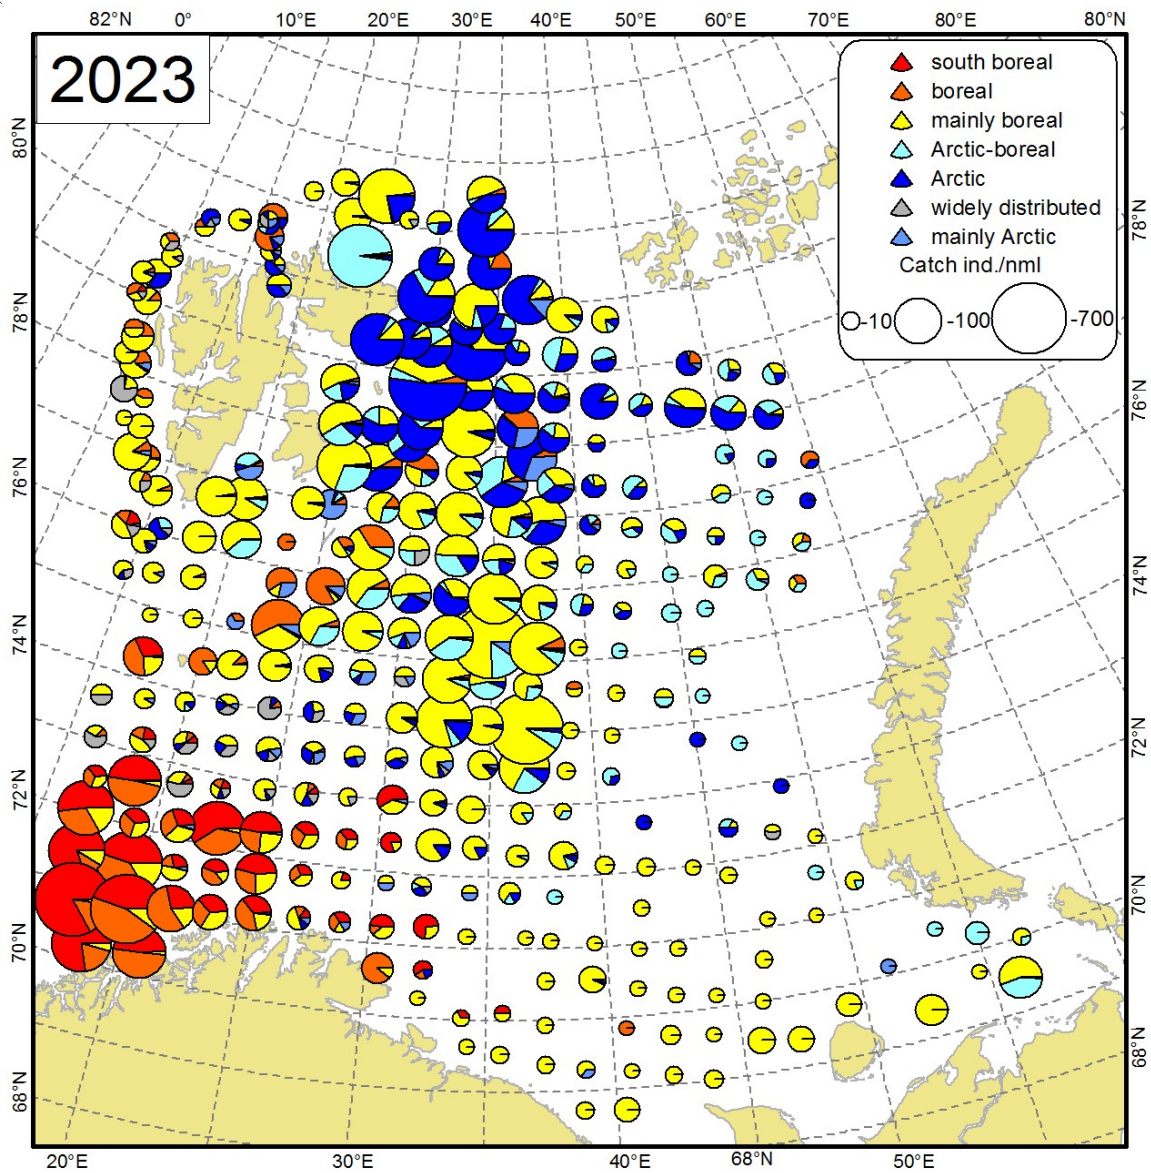 82°N 0° 10°E 20°E 30°E 40°E 50°E 60°E 70°E 80°E 80°N
2023
south boreal
boreal
mainly boreal
Arctic-boreal
Arctic
widely distributed
mainly Arctic
Catch ind./nml
-10 -100 -700
80°N
78°N
76°N
74°N
72°N
70°N
68°N
78°N
76°N
74°N
72°N
70°N
68°N
20°E 30°E 40°E 68°N 50°E